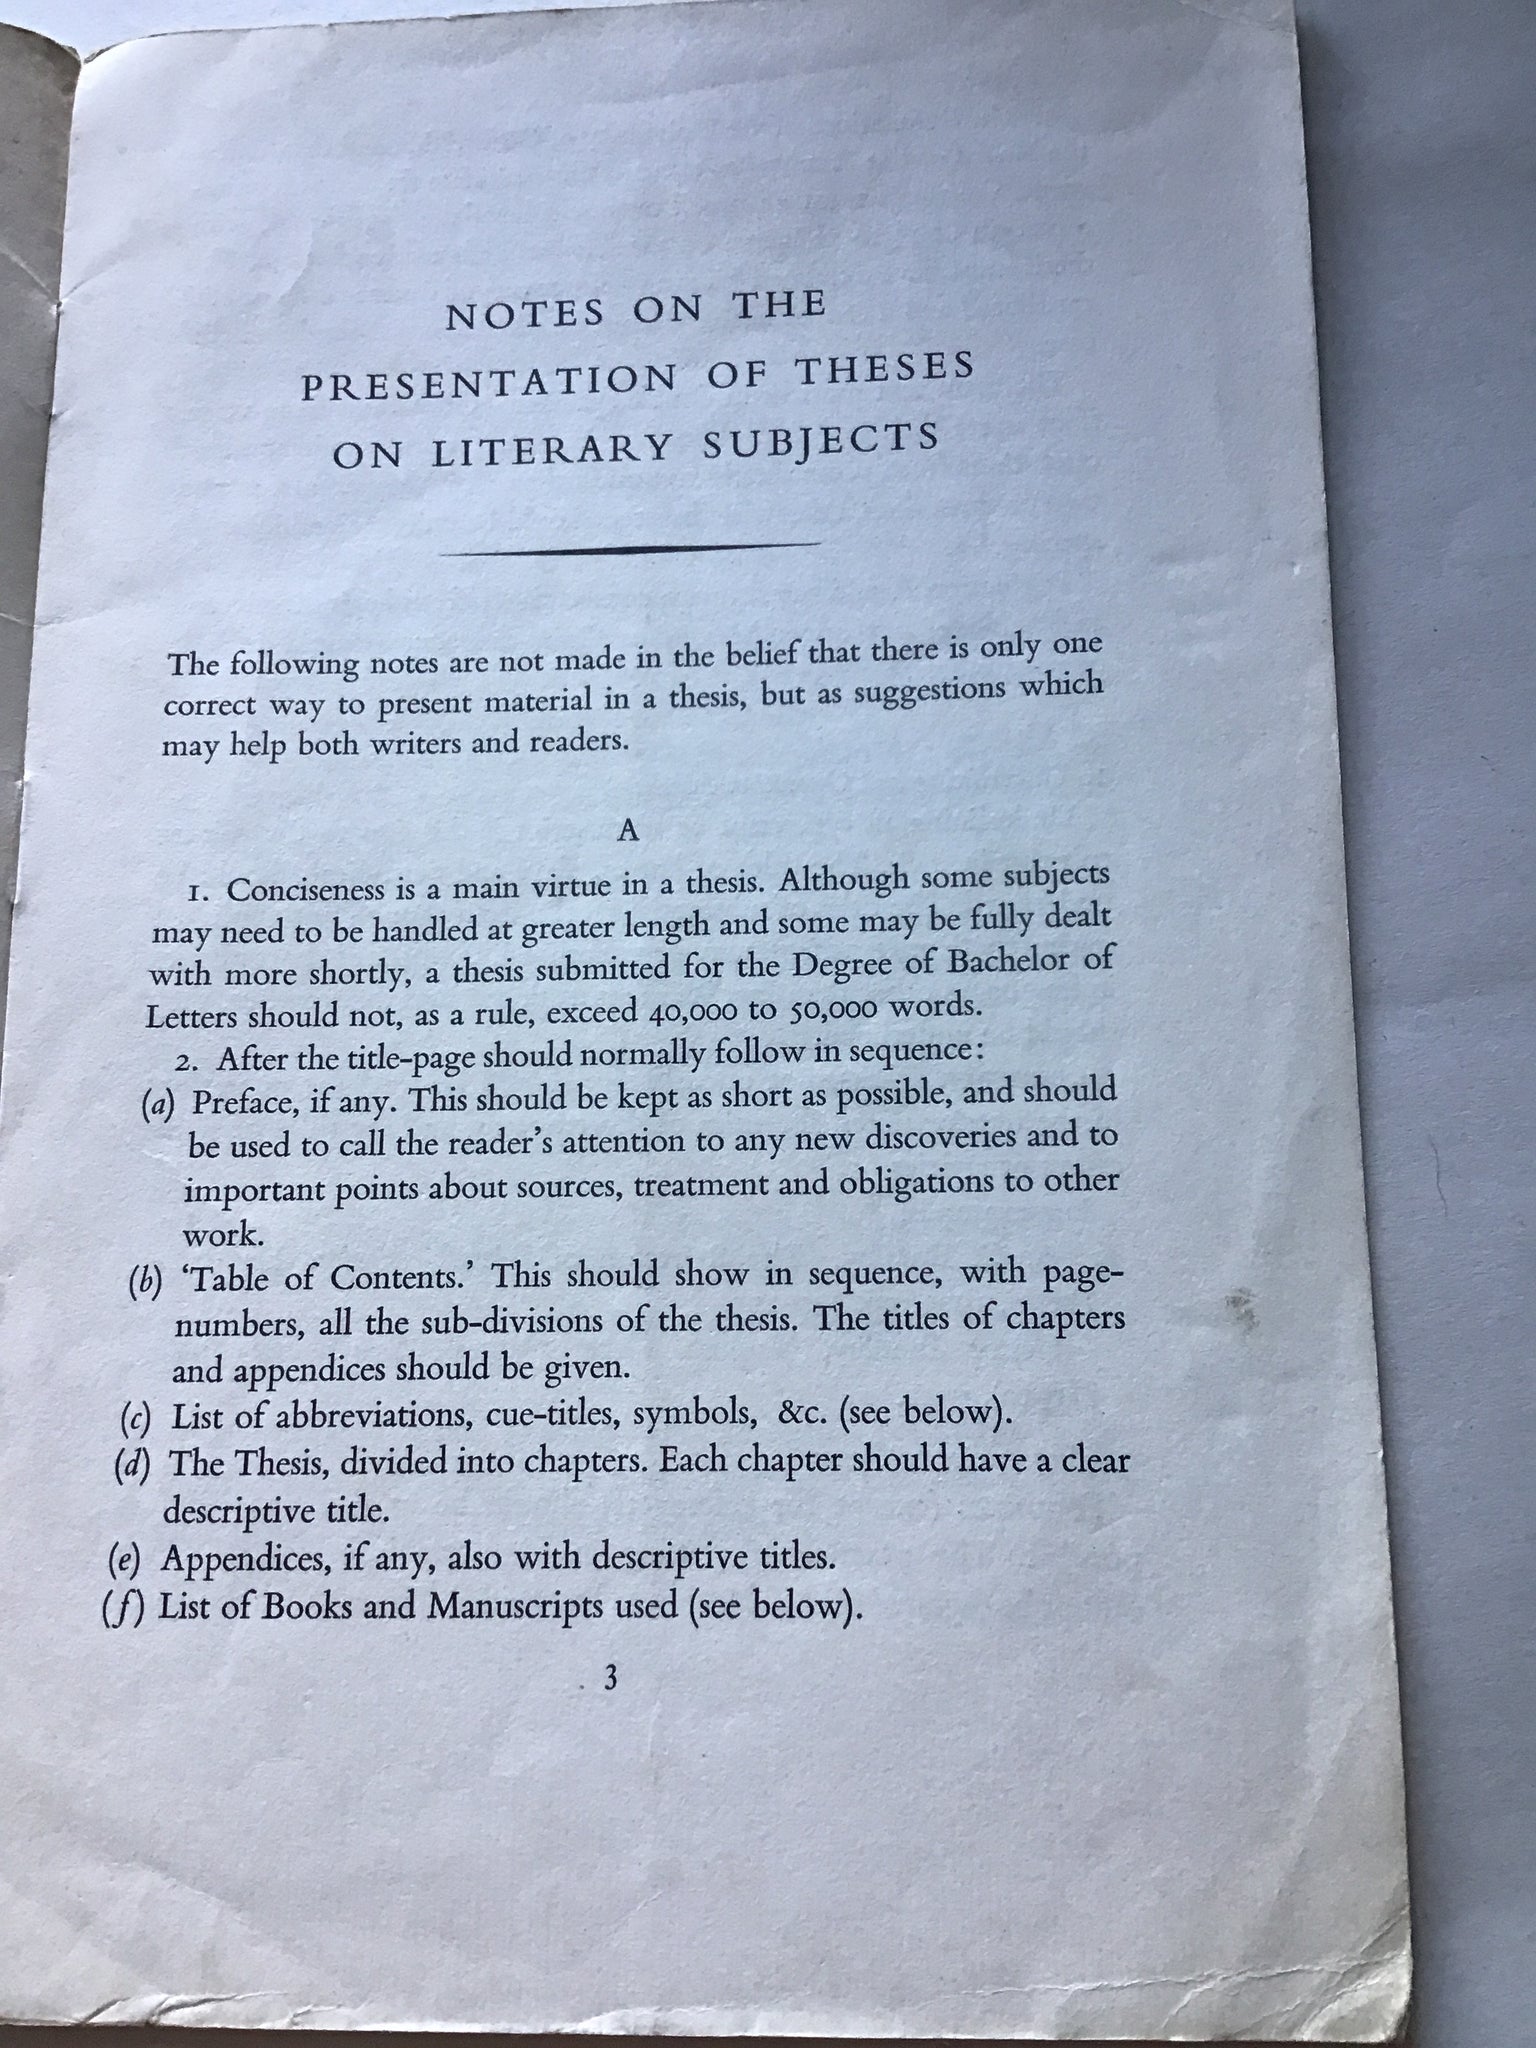 NOTES ON THE
PRESENTATION OF THESES
ON LITERARY SUBJECTS
The following notes are not made in the belief that there is only one
correct way to present material in a thesis, but as suggestions which
may help both writers and readers.
A
1. Conciseness is a main virtue in a thesis. Although some subjects
may need to be handled at greater length and some may be fully dealt
with more shortly, a thesis submitted for the Degree of Bachelor of
Letters should not, as a rule, exceed 40,000 to 50,000 words.
2. After the title-page should normally follow in sequence:
(a) Preface, if any. This should be kept as short as possible, and should
be used to call the reader’s attention to any new discoveries and to
important points about sources, treatment and obligations to other
work.
(b) ‘Table of Contents.’ This should show in sequence, with page-
numbers, all the sub-divisions of the thesis. The titles of chapters
and appendices should be given.
(c) List of abbreviations, cue-titles, symbols, &c. (see below).
(d) The Thesis, divided into chapters. Each chapter should have a clear
descriptive title.
(e) Appendices, if any, also with descriptive titles.
(f) List of Books and Manuscripts used (see below).
3